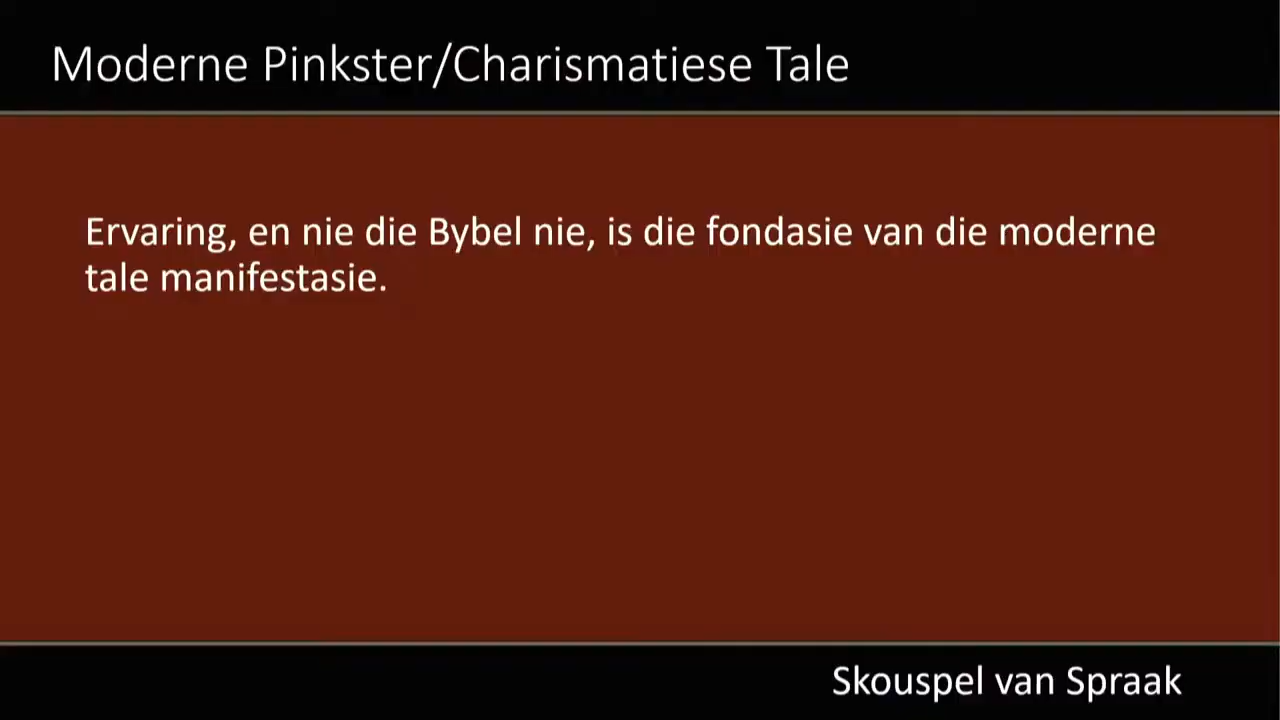 Moderne Pinkster/Charismatiese Tale
Ervaring, en nie die Bybel nie, is die fondasie van die moderne
tale manifestasie.
Skouspel van Spraak